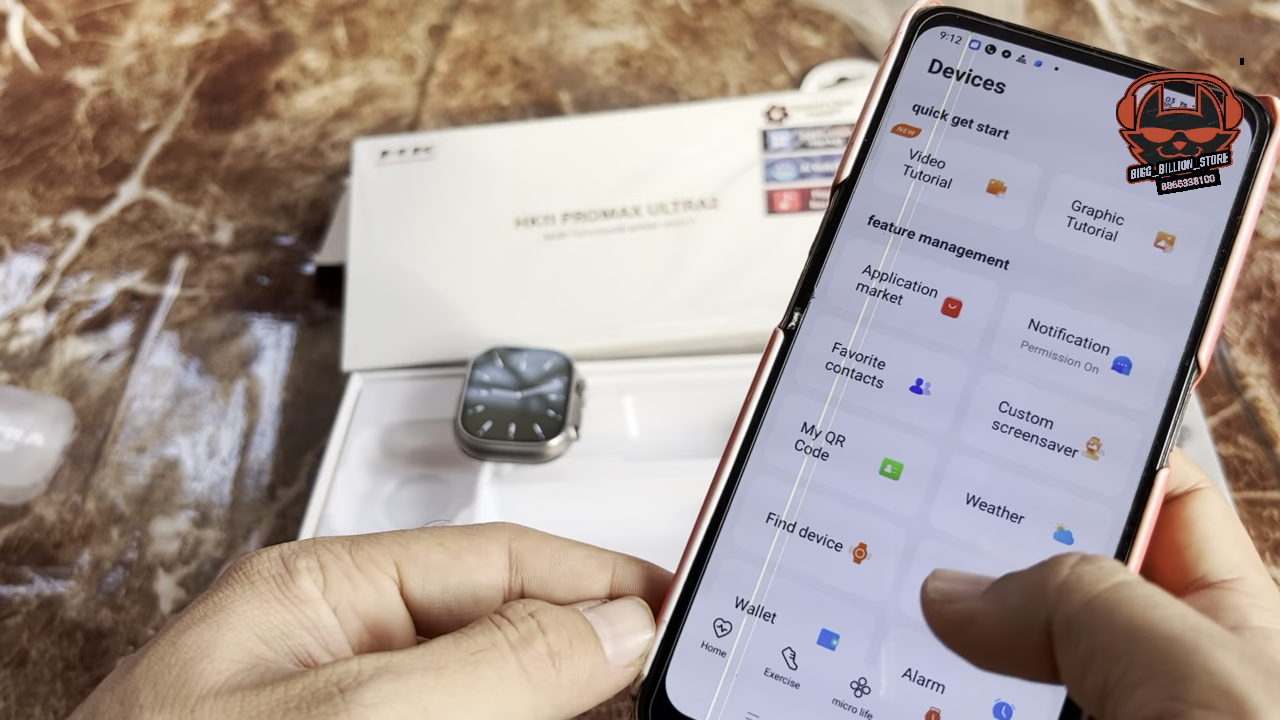 9:12
Devices
quick get start
NEW
Video
Tutorial
Graphic
Tutorial
feature management
Application
market
Notification
Permission On
Favorite
contacts
Custom
screensaver
My QR
Code
Weather
Find device
Wallet
Alarm
Home
Exercise
micro life
BIGG_BILLION_STORE
HK11 PROMAX ULTRA2